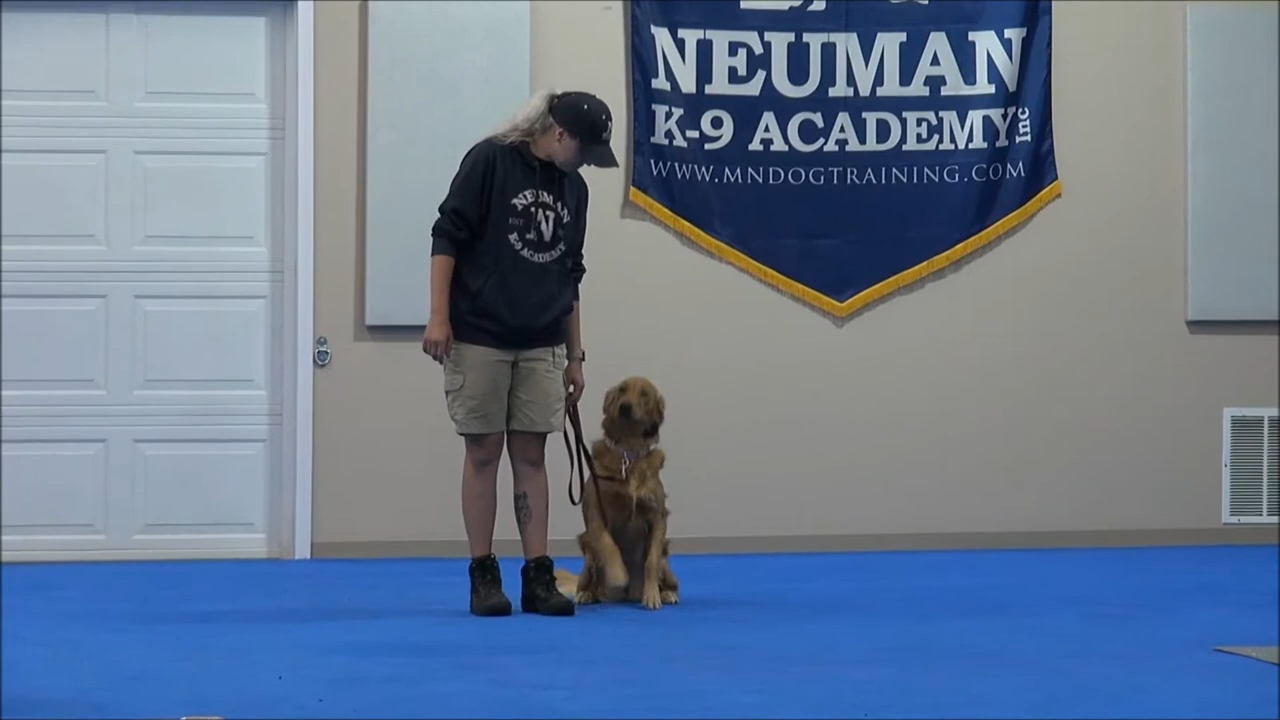 NEUMAN
K-9 ACADEMY Inc
WWW.MNDOGTRAINING.COM
NEUMAN
EST N
K-9 ACADEMY